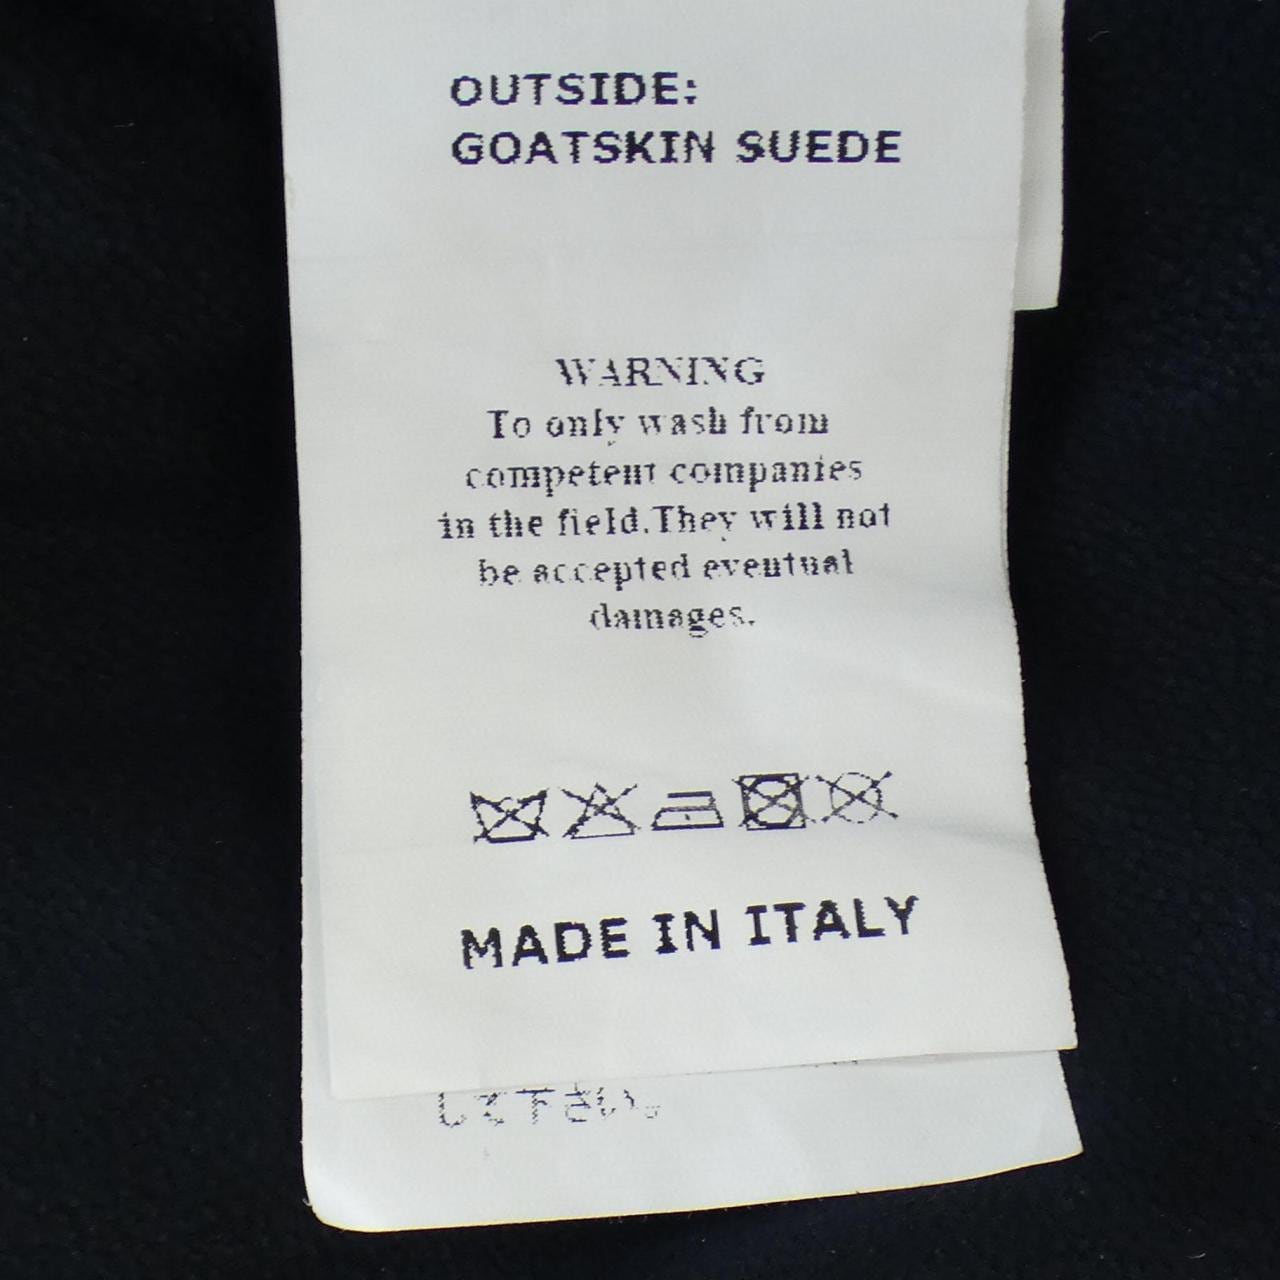 OUTSIDE:
GOATSKIN SUEDE
WARNING
To only wash from
competent companies
in the field.They will not
be accepted eventual
damages.
MADE IN ITALY